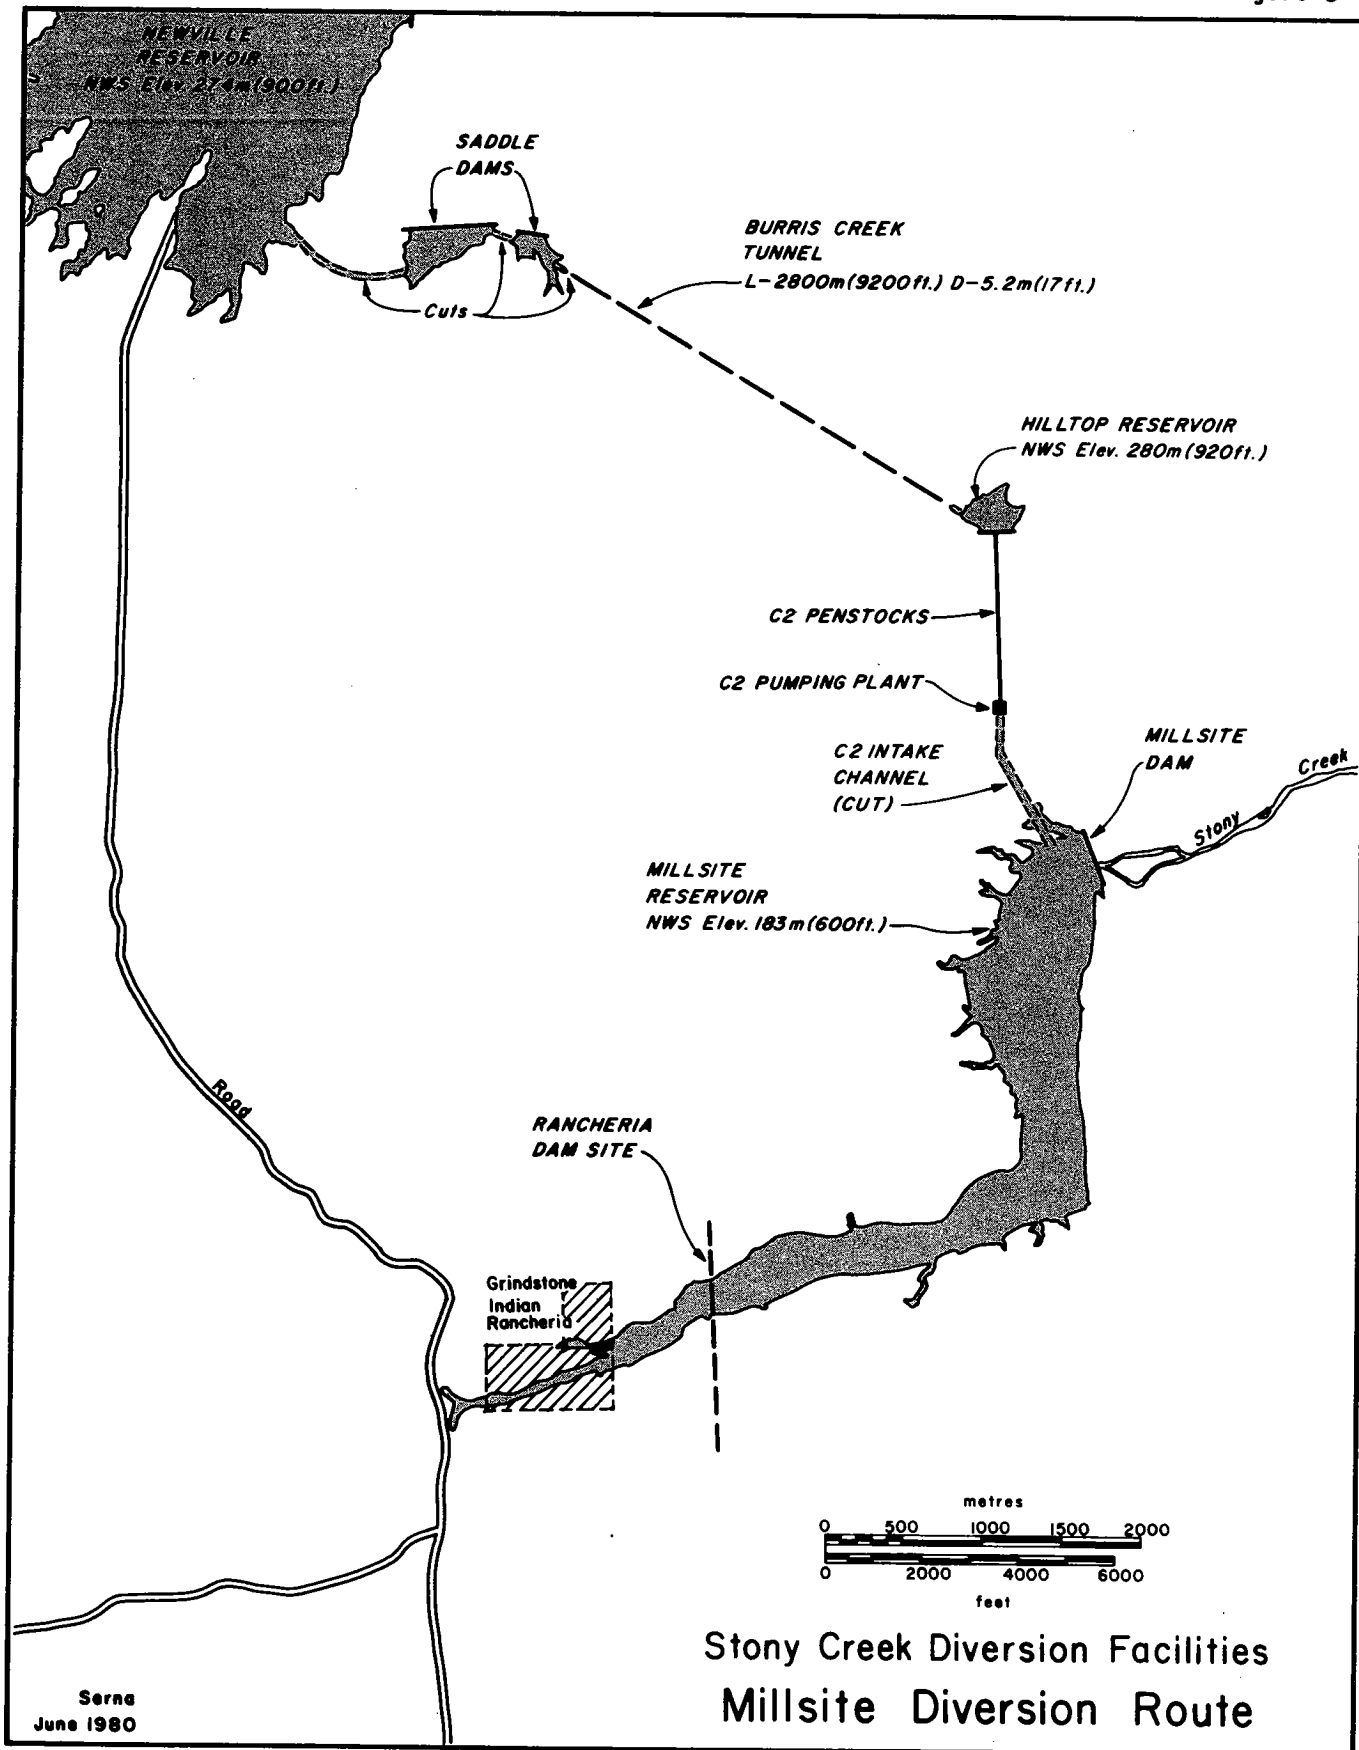 NEWVILLE
RESERVOIR
NWS Elev. 274m(900ft.)
SADDLE
DAMS
BURRIS CREEK
TUNNEL
L-2800m(9200ft.) D-5.2m(17ft.)
Cuts
HILLTOP RESERVOIR
NWS Elev. 280m(920ft.)
C2 PENSTOCKS
C2 PUMPING PLANT
C2 INTAKE
CHANNEL
(CUT)
MILLSITE
DAM
Stony Creek
MILLSITE
RESERVOIR
NWS Elev. 183m(600ft.)
Road
RANCHERIA
DAM SITE
Grindstone
Indian
Rancheria
metres
0 500 1000 1500 2000
0 2000 4000 6000
feet
Stony Creek Diversion Facilities
Millsite Diversion Route
Serna
June 1980